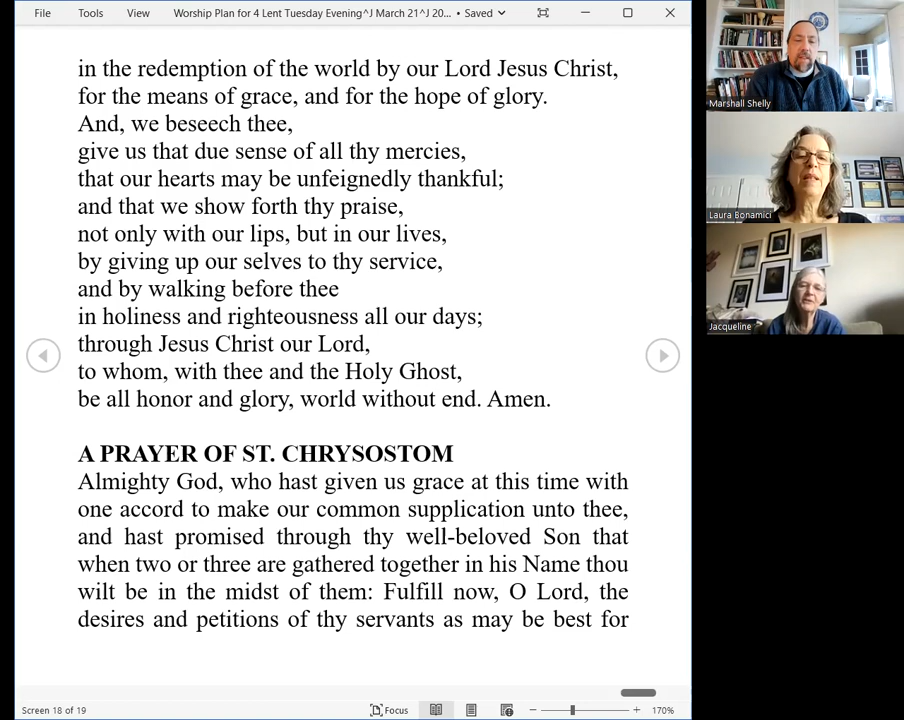 File Tools View Worship Plan for 4 Lent Tuesday Evening^J March 21^J 20... • Saved
in the redemption of the world by our Lord Jesus Christ,
for the means of grace, and for the hope of glory.
And, we beseech thee,
give us that due sense of all thy mercies,
that our hearts may be unfeignedly thankful;
and that we show forth thy praise,
not only with our lips, but in our lives,
by giving up our selves to thy service,
and by walking before thee
in holiness and righteousness all our days;
through Jesus Christ our Lord,
to whom, with thee and the Holy Ghost,
be all honor and glory, world without end. Amen.
A PRAYER OF ST. CHRYSOSTOM
Almighty God, who hast given us grace at this time with
one accord to make our common supplication unto thee,
and hast promised through thy well-beloved Son that
when two or three are gathered together in his Name thou
wilt be in the midst of them: Fulfill now, O Lord, the
desires and petitions of thy servants as may be best for
Screen 18 of 19 Focus 170%
Marshall Shelly
Laura Bonamici
Jacqueline